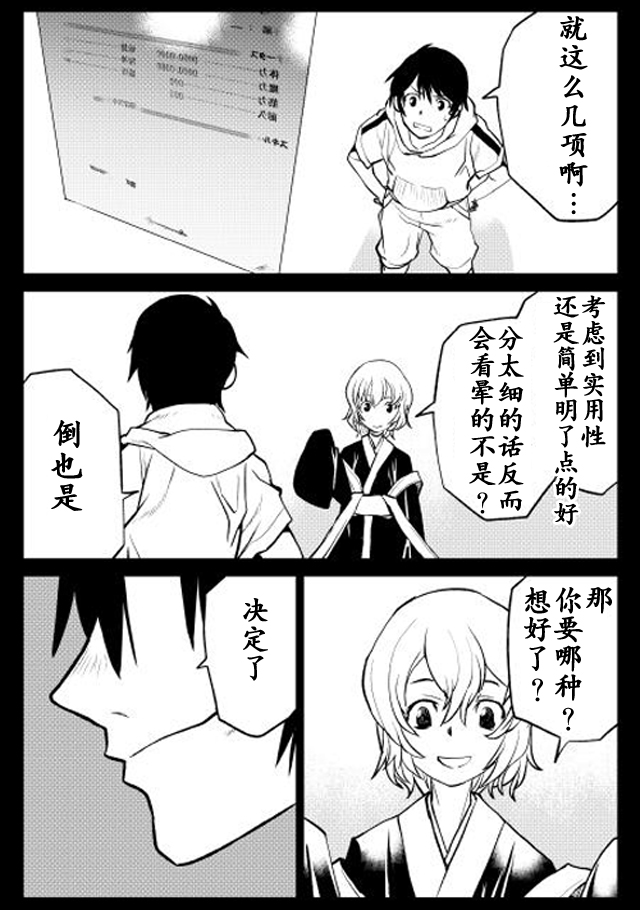 就这么几项啊…
考虑到实用性
还是简单明了点的好
分太细的话反而
会看晕的不是？
倒也是
那
你要哪种？
想好了？
决定了